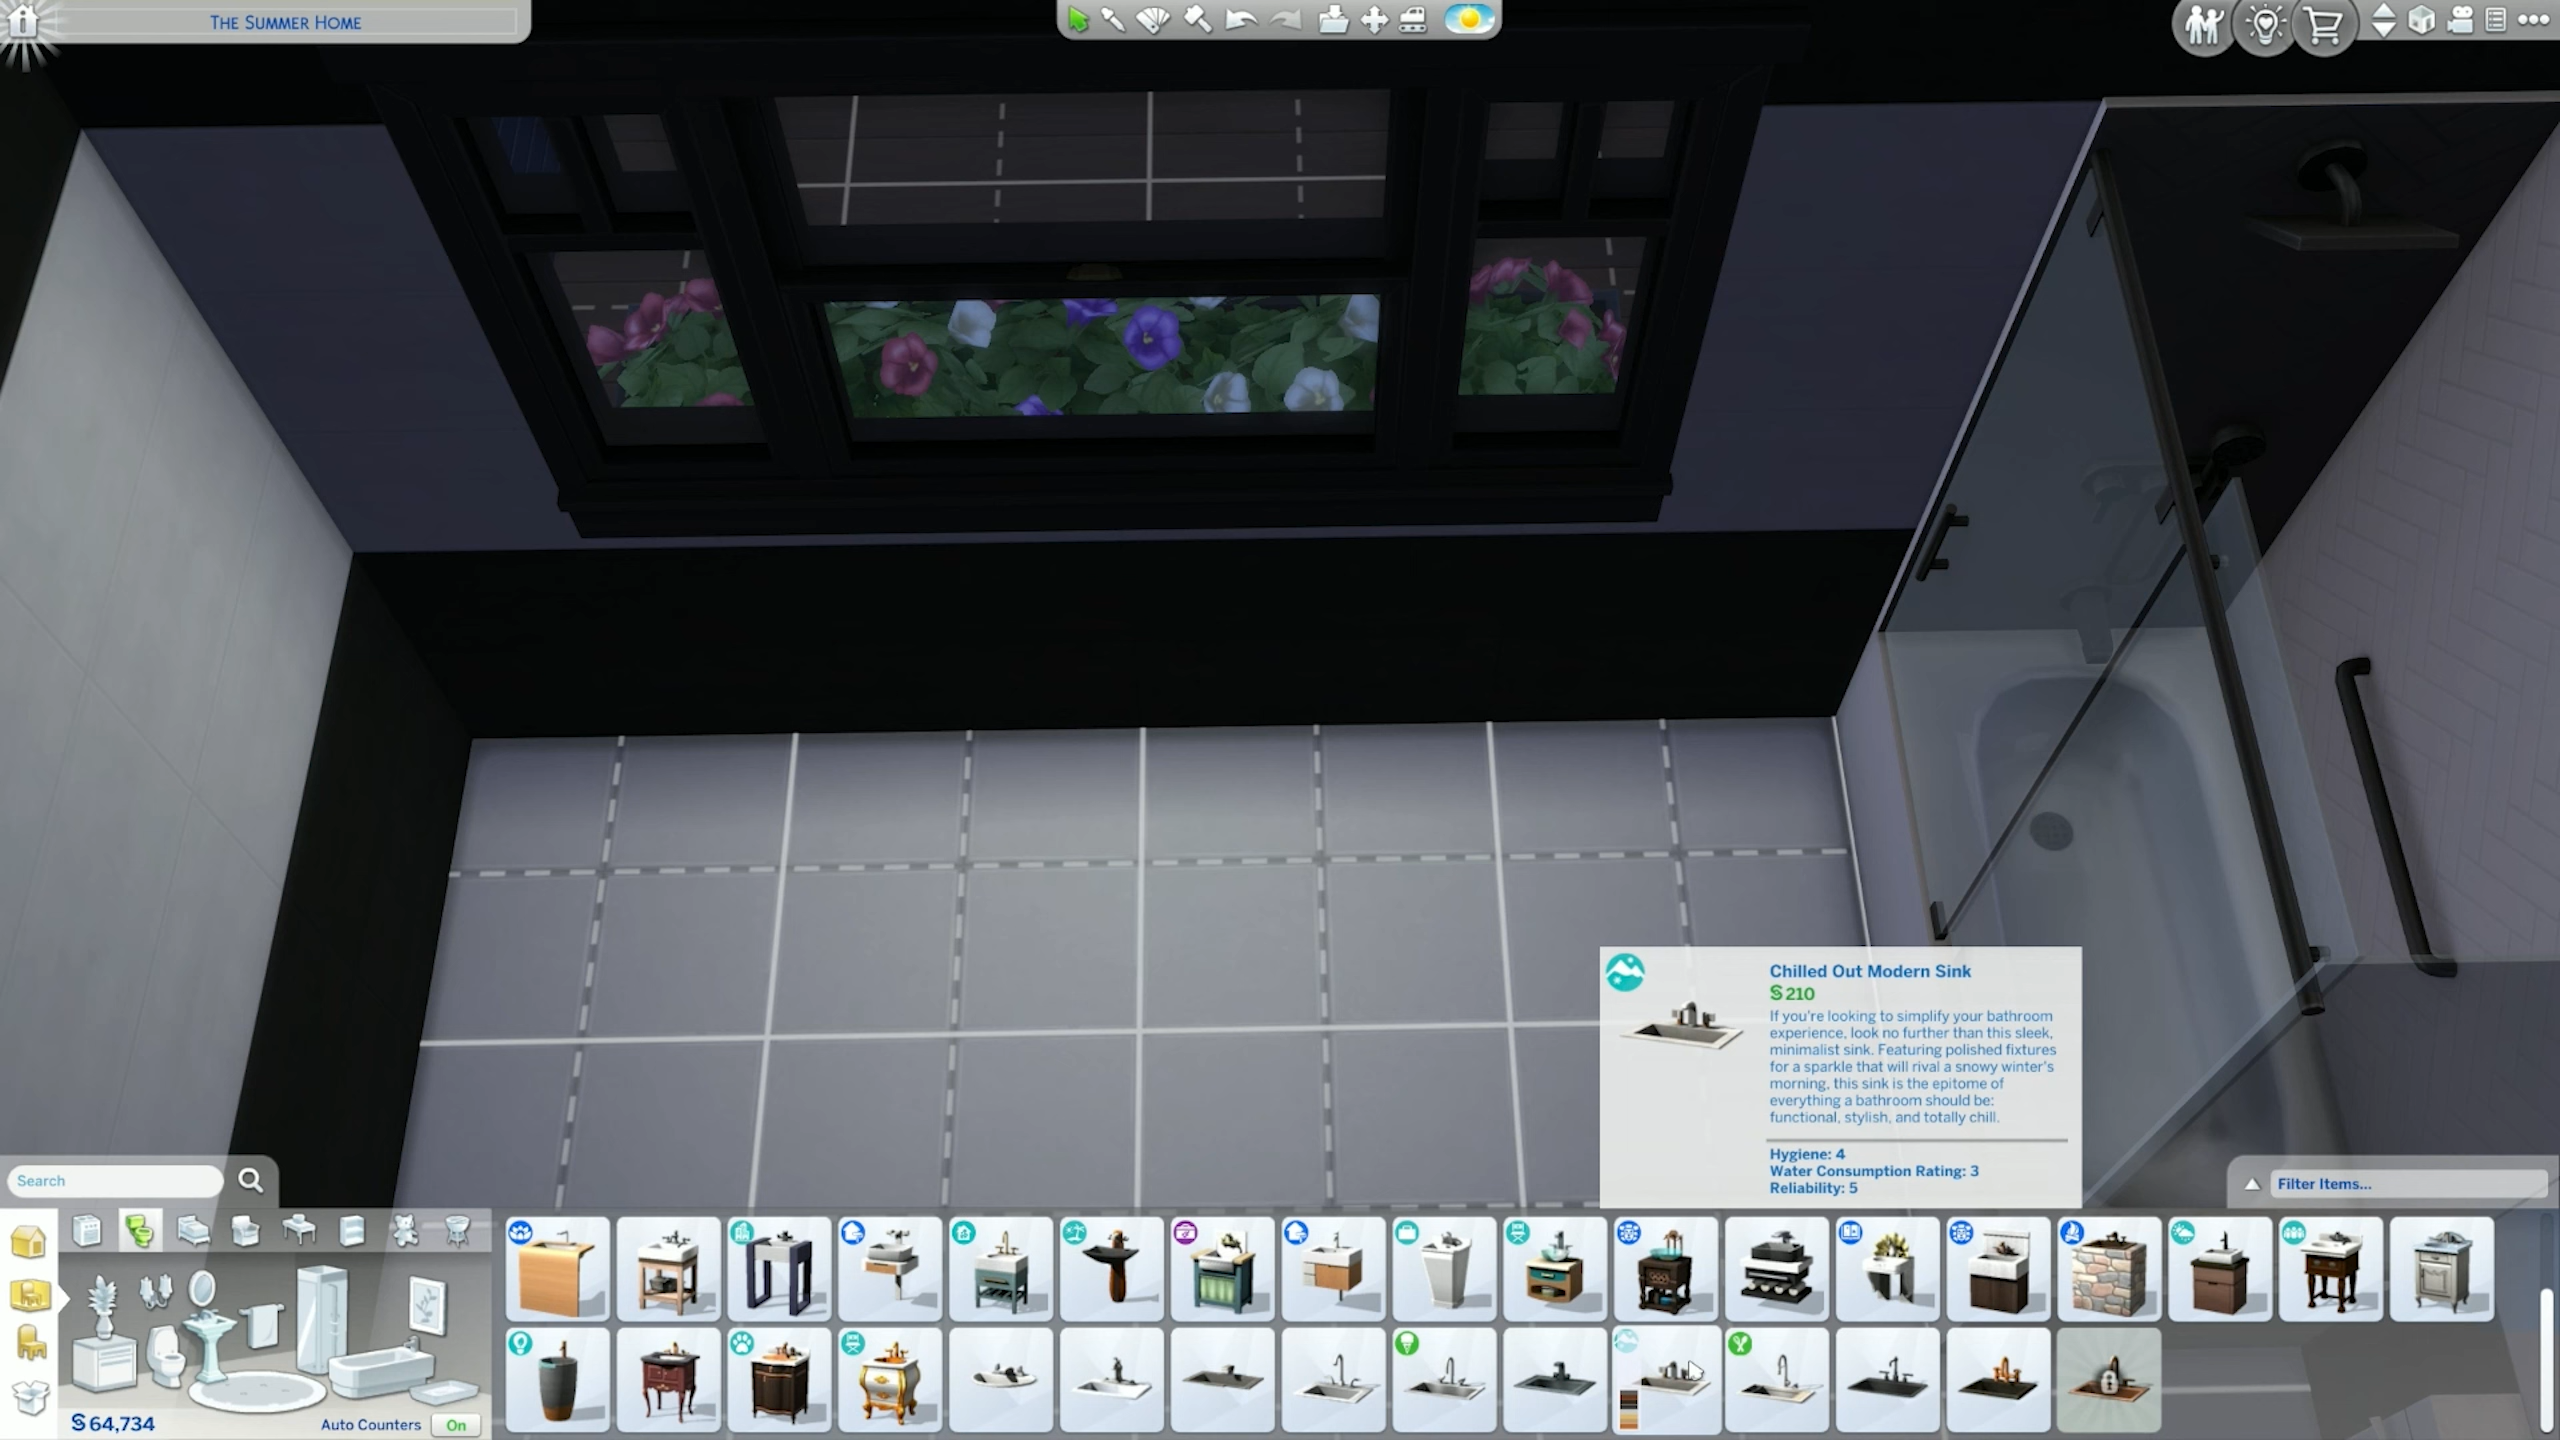 The Summer Home
Chilled Out Modern Sink
§210
If you're looking to simplify your bathroom
experience, look no further than this sleek,
minimalist sink. Featuring polished fixtures
for a sparkle that will rival a snowy winter's
morning, this sink is the epitome of
everything a bathroom should be:
functional, stylish, and totally chill.
Hygiene: 4
Water Consumption Rating: 3
Reliability: 5
Search
Filter Items...
§64,734
Auto Counters
On